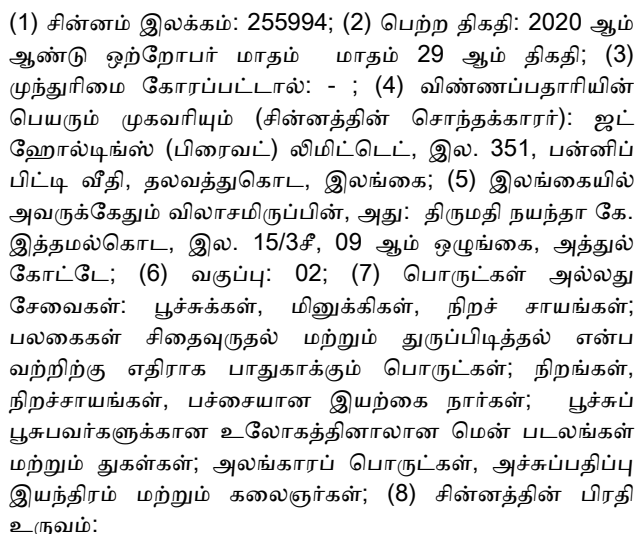 (1) சின்னம் இலக்கம்: 255994; (2) பெற்ற திகதி: 2020 ஆம்
ஆண்டு ஒற்றோபர் மாதம் மாதம் 29 ஆம் திகதி; (3)
முந்துரிமை கோரப்பட்டால்: - ; (4) விண்ணப்பதாரியின்
பெயரும் முகவரியும் (சின்னத்தின் சொந்தக்காரர்): ஜட்
ஹோல்டிங்ஸ் (பிரைவட்) லிமிட்டெட், இல. 351, பன்னிப்
பிட்டி வீதி, தலவத்துகொட, இலங்கை; (5) இலங்கையில்
அவருக்கேதும் விலாசமிருப்பின், அது: திருமதி நயந்தா கே.
இத்தமல்கொட, இல. 15/3சீ, 09 ஆம் ஒழுங்கை, அத்துல்
கோட்டே; (6) வகுப்பு: 02; (7) பொருட்கள் அல்லது
சேவைகள்: பூச்சுக்கள், மினுக்கிகள், நிறச் சாயங்கள்;
பலகைகள் சிதைவுருதல் மற்றும் துருப்பிடித்தல் என்ப
வற்றிற்கு எதிராக பாதுகாக்கும் பொருட்கள்; நிறங்கள்,
நிறச்சாயங்கள், பச்சையான இயற்கை நார்கள்; பூச்சுப்
பூசுபவர்களுக்கான உலோகத்தினாலான மென் படலங்கள்
மற்றும் துகள்கள்; அலங்காரப் பொருட்கள், அச்சுப்பதிப்பு
இயந்திரம் மற்றும் கலைஞர்கள்; (8) சின்னத்தின் பிரதி
உருவம்: